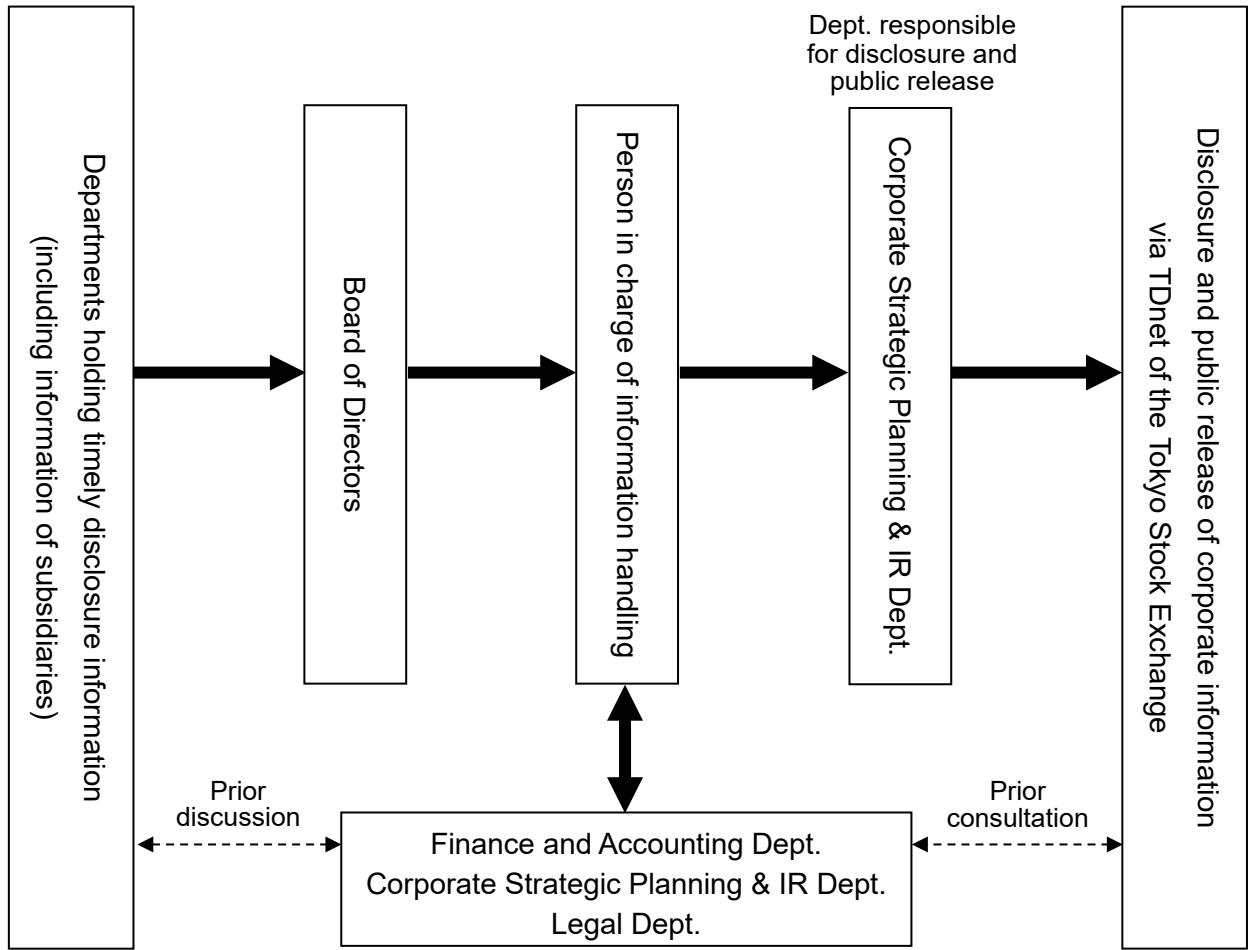 Departments holding timely disclosure information
(including information of subsidiaries)
Board of Directors
Person in charge of information handling
Dept. responsible
for disclosure and
public release
Corporate Strategic Planning & IR Dept.
Disclosure and public release of corporate information
via TDnet of the Tokyo Stock Exchange
Prior
discussion
Finance and Accounting Dept.
Corporate Strategic Planning & IR Dept.
Legal Dept.
Prior
consultation